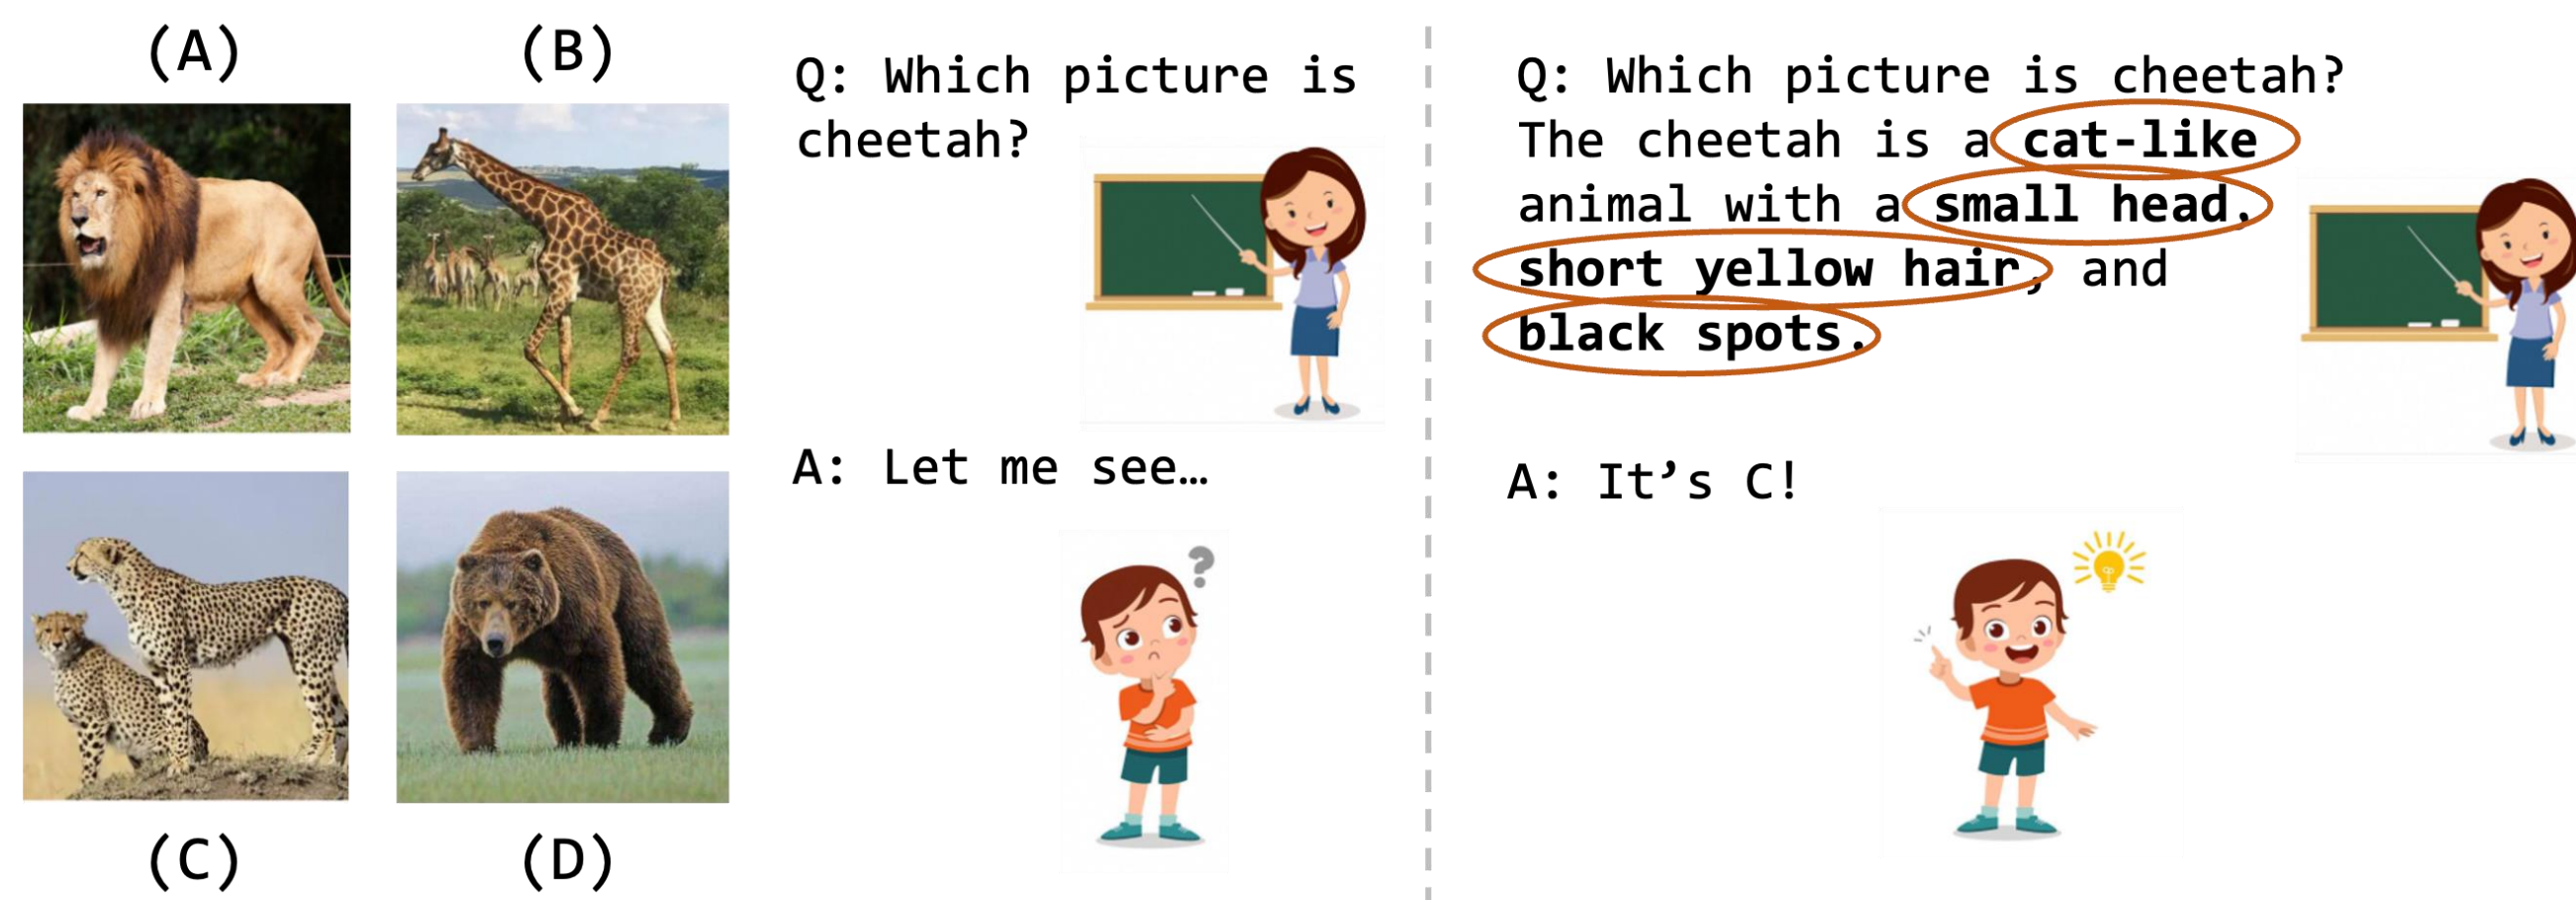 (A)
(B)
(C)
(D)
Q: Which picture is
cheetah?
A: Let me see…
Q: Which picture is cheetah?
The cheetah is a cat-like
animal with a small head,
short yellow hair, and
black spots.
A: It’s C!